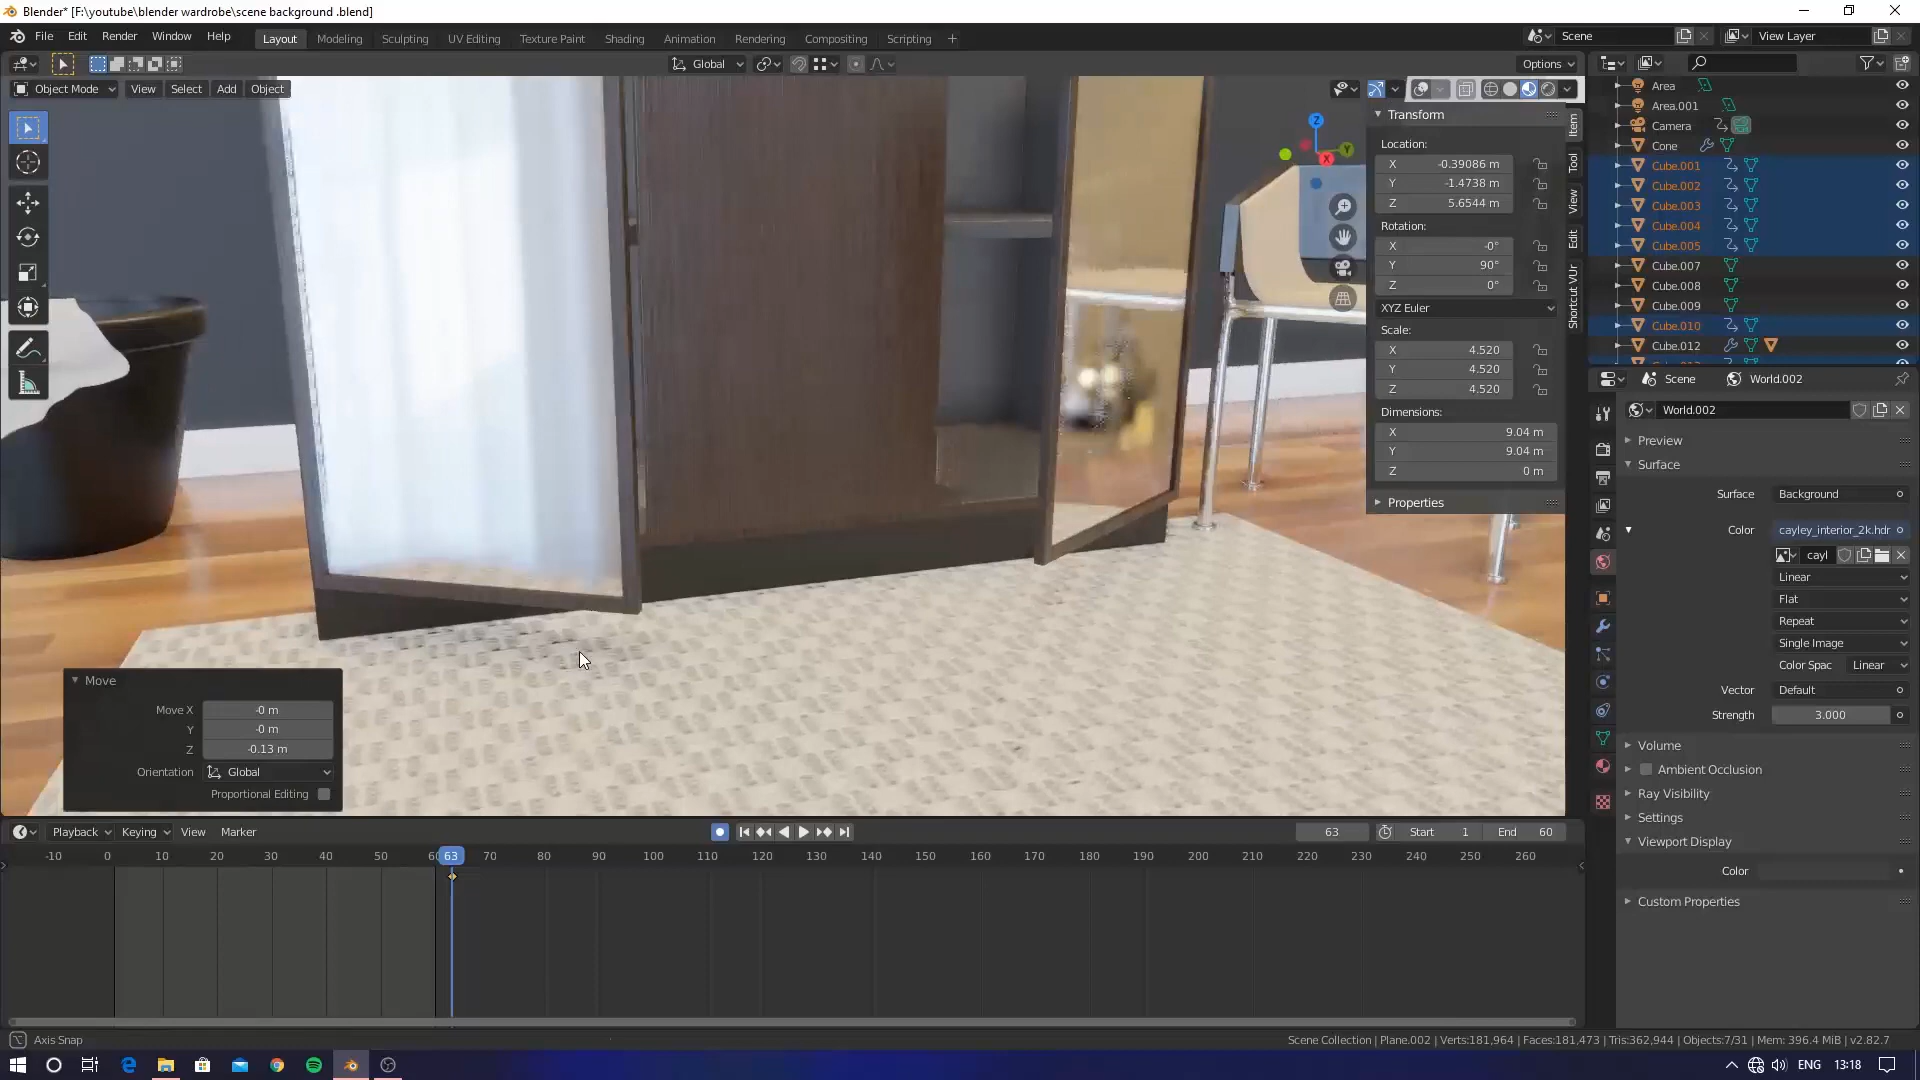 Blender* [F:\youtube\blender wardrobe\scene background .blend]
File Edit Render Window Help Layout Modeling Sculpting UV Editing Texture Paint Shading Animation Rendering Compositing Scripting + Scene View Layer
Global Options
Object Mode View Select Add Object
Transform
Location:
X -0.39086 m
Y -1.4738 m
Z 5.6544 m
Rotation:
X -0°
Y 90°
Z 0°
XYZ Euler
Scale:
X 4.520
Y 4.520
Z 4.520
Dimensions:
X 9.04 m
Y 9.04 m
Z 0 m
Properties
Item
Tool
View
Edit
Shortcut VUr
Z
Y
X
Area
Area.001
Camera
Cone
Cube.001
Cube.002
Cube.003
Cube.004
Cube.005
Cube.007
Cube.008
Cube.009
Cube.010
Cube.012
Scene World.002
World.002
Preview
Surface
Surface Background
Color cayley_interior_2k.hdr
cayl
Linear
Flat
Repeat
Single Image
Color Spac Linear
Vector Default
Strength 3.000
Volume
Ambient Occlusion
Ray Visibility
Settings
Viewport Display
Color
Custom Properties
Move
Move X -0 m
Y -0 m
Z -0.13 m
Orientation Global
Proportional Editing
Playback Keying View Marker 63 Start 1 End 60
-10 0 10 20 30 40 50 63 70 80 90 100 110 120 130 140 150 160 170 180 190 200 210 220 230 240 250 260
Axis Snap
Scene Collection | Plane.002 | Verts:181,964 | Faces:181,473 | Tris:362,944 | Objects:7/31 | Mem: 396.4 MiB | v2.82.7
ENG 13:18